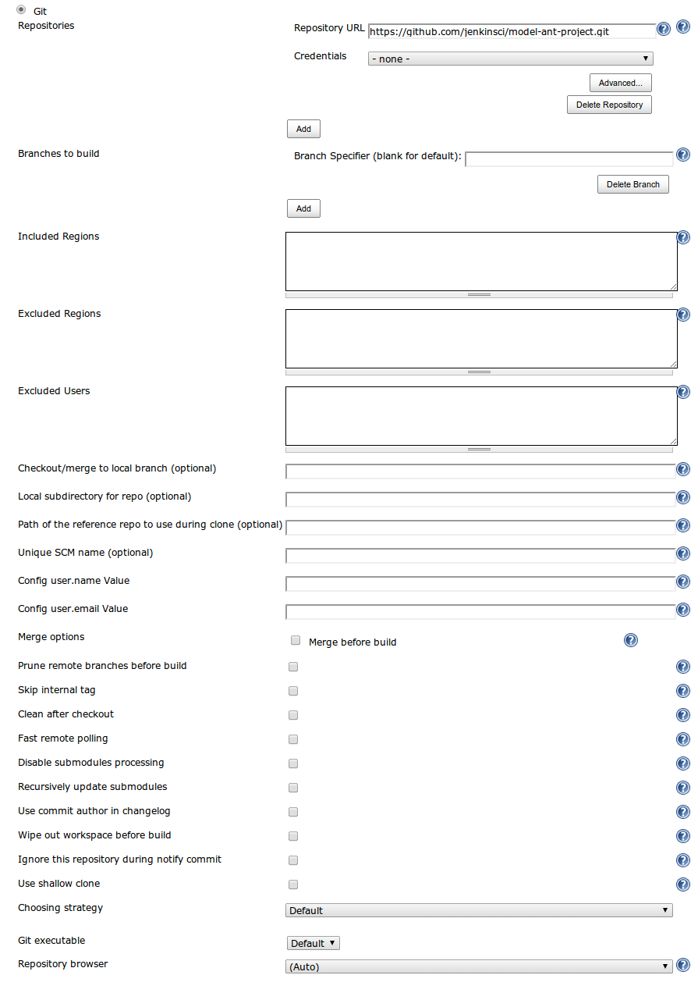 Git
Repositories
Repository URL https://github.com/jenkinsci/model-ant-project.git
Credentials - none -
Advanced...
Delete Repository
Add
Branches to build Branch Specifier (blank for default):
Delete Branch
Add
Included Regions
Excluded Regions
Excluded Users
Checkout/merge to local branch (optional)
Local subdirectory for repo (optional)
Path of the reference repo to use during clone (optional)
Unique SCM name (optional)
Config user.name Value
Config user.email Value
Merge options Merge before build
Prune remote branches before build
Skip internal tag
Clean after checkout
Fast remote polling
Disable submodules processing
Recursively update submodules
Use commit author in changelog
Wipe out workspace before build
Ignore this repository during notify commit
Use shallow clone
Choosing strategy Default
Git executable Default
Repository browser (Auto)